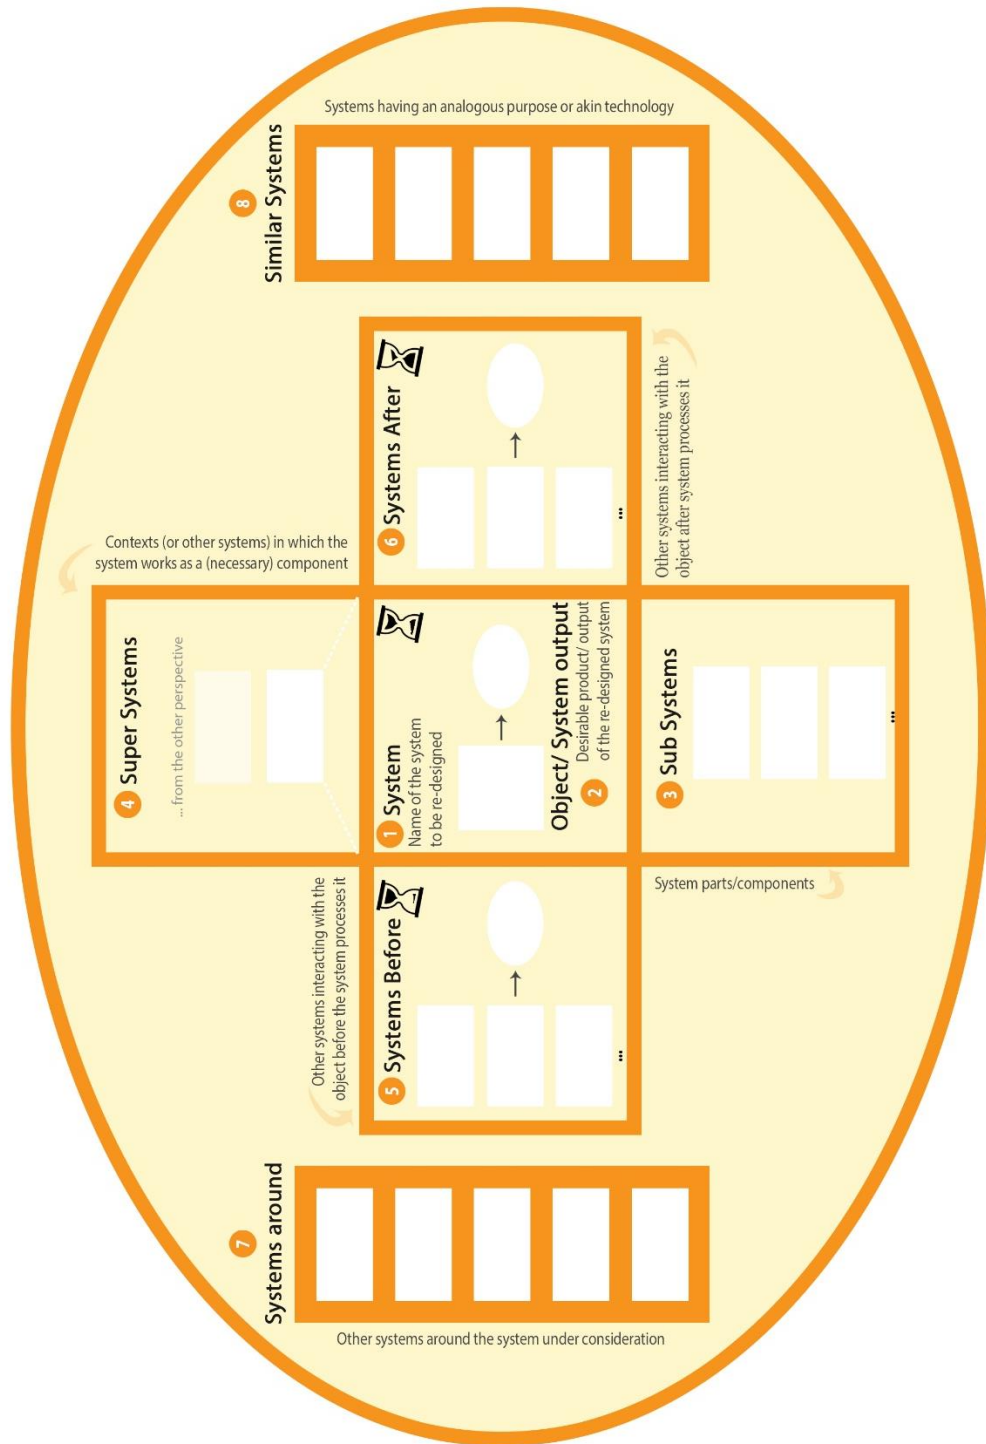 4 Super Systems
... from the other perspective
Contexts (or other systems) in which the
system works as a (necessary) component
7
Systems around
Other systems around the system under consideration
Other systems interacting with the
object before the system processes it
5 Systems Before
...
1 System
Name of the system
to be re-designed
Object/ System output
2 Desirable product/ output
of the re-designed system
6 Systems After
...
Other systems interacting with the
object after system processes it
8
Similar Systems
Systems having an analogous purpose or akin technology
System parts/components
3 Sub Systems
...